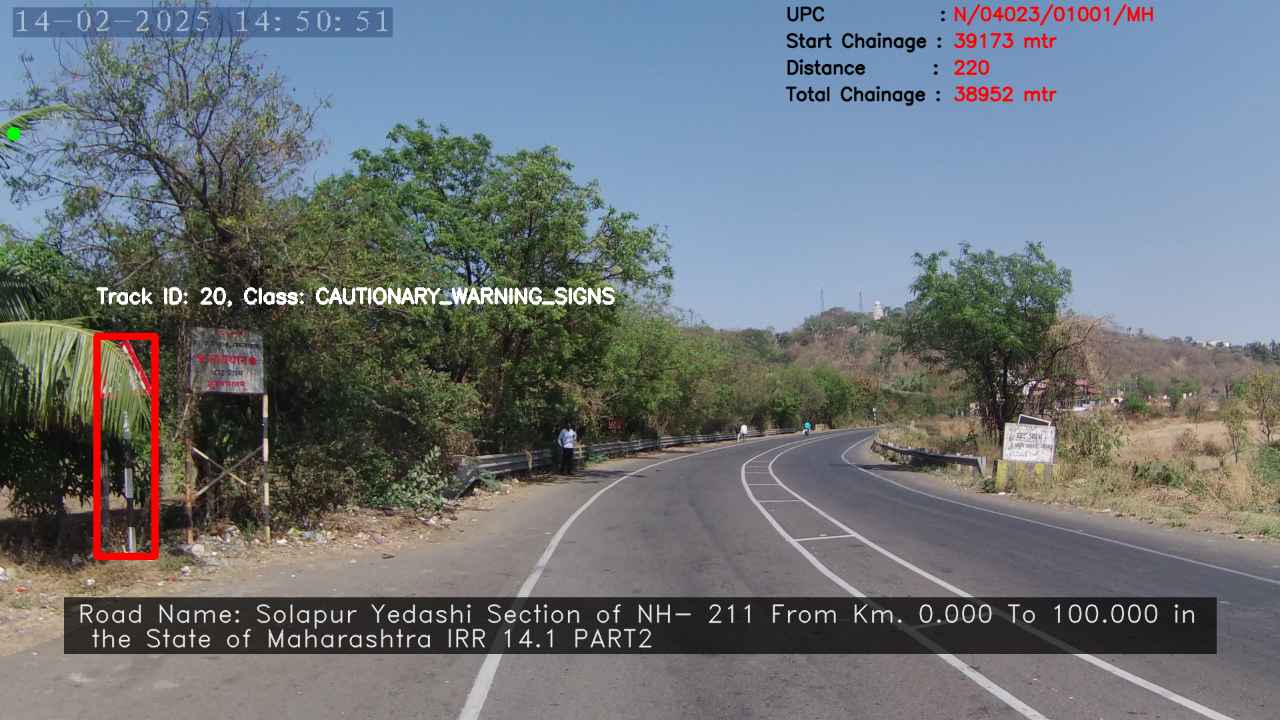 14-02-2025 14:50:51
UPC : N/04023/01001/MH
Start Chainage : 39173 mtr
Distance : 220
Total Chainage : 38952 mtr
Track ID: 20, Class: CAUTIONARY_WARNING_SIGNS
सावधान
Road Name: Solapur Yedashi Section of NH- 211 From Km. 0.000 To 100.000 in
the State of Maharashtra IRR 14.1 PART2